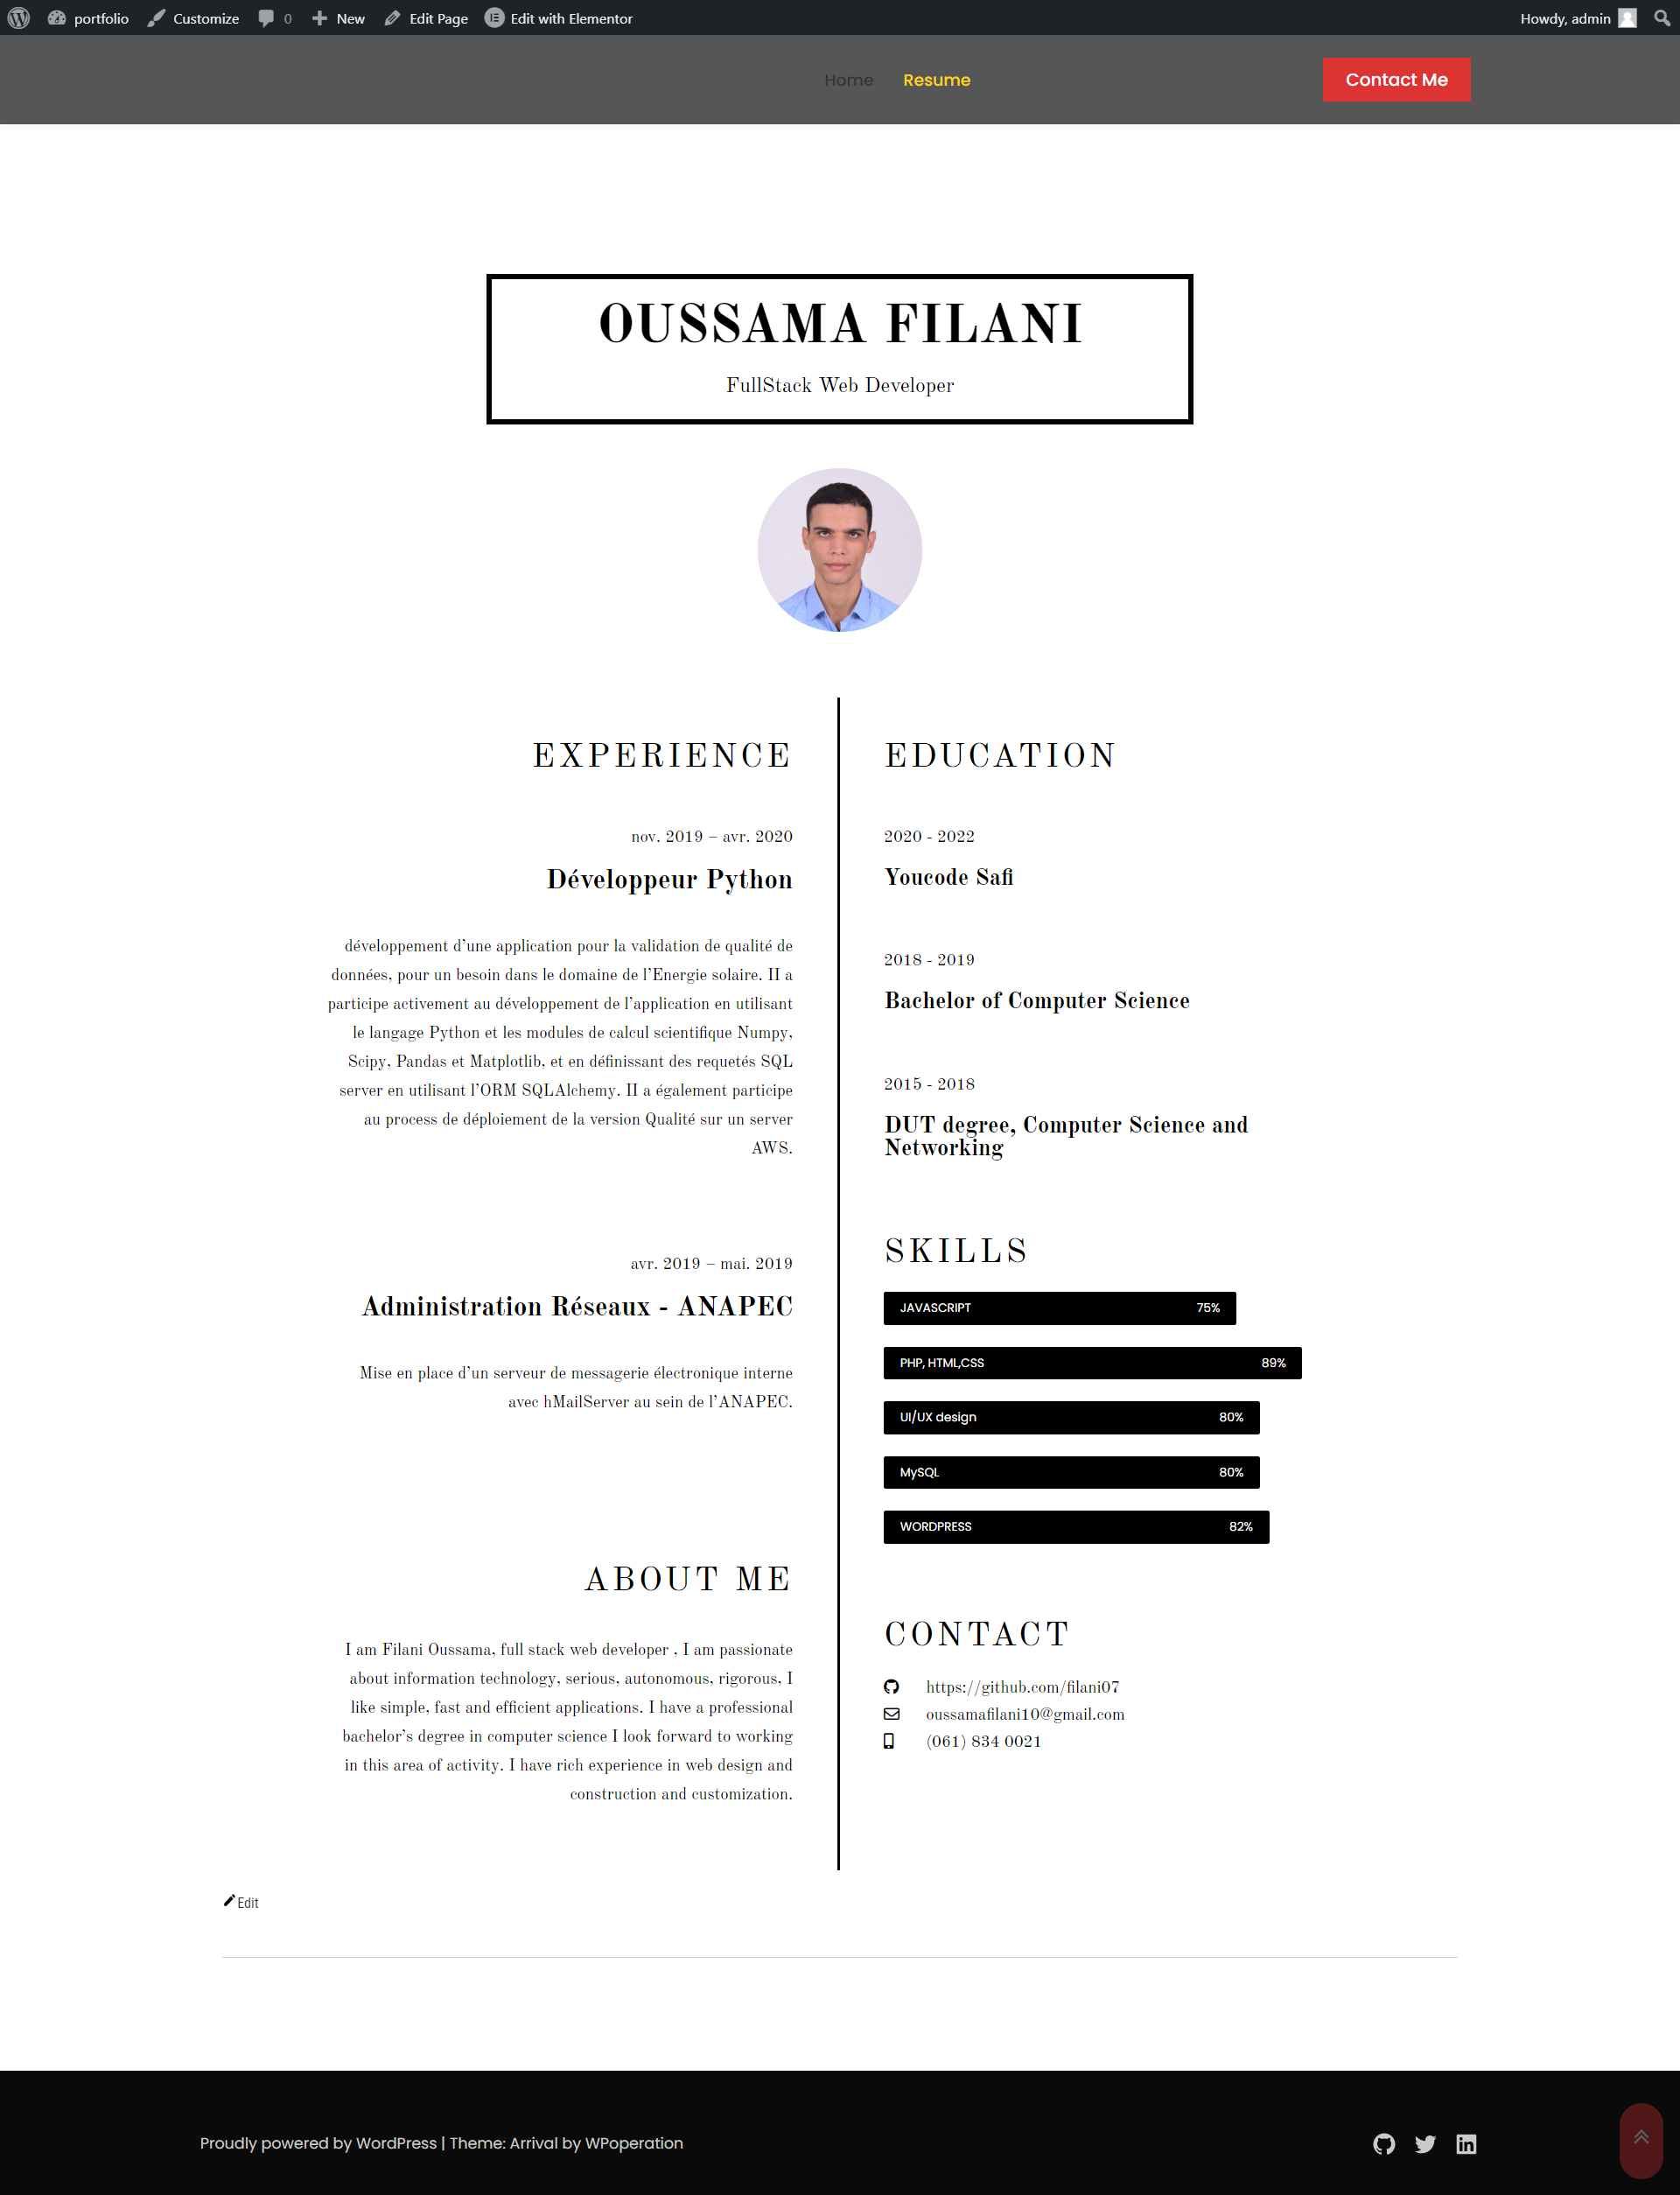 portfolio Customize 0 New Edit Page Edit with Elementor Howdy, admin
Home Resume Contact Me
OUSSAMA FILANI
FullStack Web Developer
EXPERIENCE
nov. 2019 – avr. 2020
Développeur Python
développement d’une application pour la validation de qualité de
données, pour un besoin dans le domaine de l’Energie solaire. II a
participe activement au développement de l’application en utilisant
le langage Python et les modules de calcul scientifique Numpy,
Scipy, Pandas et Matplotlib, et en définissant des requetés SQL
server en utilisant l’ORM SQLAlchemy. II a également participe
au process de déploiement de la version Qualité sur un server
AWS.
avr. 2019 – mai. 2019
Administration Réseaux - ANAPEC
Mise en place d’un serveur de messagerie électronique interne
avec hMailServer au sein de l’ANAPEC.
ABOUT ME
I am Filani Oussama, full stack web developer , I am passionate
about information technology, serious, autonomous, rigorous, I
like simple, fast and efficient applications. I have a professional
bachelor’s degree in computer science I look forward to working
in this area of activity. I have rich experience in web design and
construction and customization.
EDUCATION
2020 - 2022
Youcode Safi
2018 - 2019
Bachelor of Computer Science
2015 - 2018
DUT degree, Computer Science and
Networking
SKILLS
JAVASCRIPT 75%
PHP, HTML,CSS 89%
UI/UX design 80%
MySQL 80%
WORDPRESS 82%
CONTACT
https://github.com/filani07
oussamafilani10@gmail.com
(061) 834 0021
Edit
Proudly powered by WordPress | Theme: Arrival by WPoperation